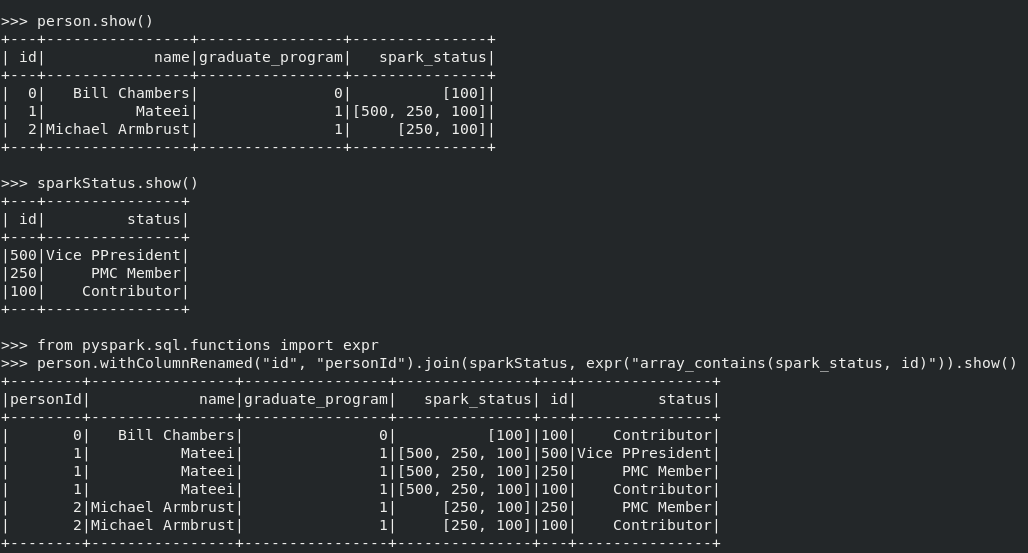 >>> person.show()
+---+----------------+----------------+---------------+
| id|            name|graduate_program|   spark_status|
+---+----------------+----------------+---------------+
|  0|   Bill Chambers|               0|          [100]|
|  1|          Mateei|               1|[500, 250, 100]|
|  2|Michael Armbrust|               1|     [250, 100]|
+---+----------------+----------------+---------------+
>>> sparkStatus.show()
+---+---------------+
| id|         status|
+---+---------------+
|500|Vice PPresident|
|250|     PMC Member|
|100|    Contributor|
+---+---------------+
>>> from pyspark.sql.functions import expr
>>> person.withColumnRenamed("id", "personId").join(sparkStatus, expr("array_contains(spark_status, id)")).show()
+--------+----------------+----------------+---------------+---+---------------+
|personId|            name|graduate_program|   spark_status| id|         status|
+--------+----------------+----------------+---------------+---+---------------+
|       0|   Bill Chambers|               0|          [100]|100|    Contributor|
|       1|          Mateei|               1|[500, 250, 100]|500|Vice PPresident|
|       1|          Mateei|               1|[500, 250, 100]|250|     PMC Member|
|       1|          Mateei|               1|[500, 250, 100]|100|    Contributor|
|       2|Michael Armbrust|               1|     [250, 100]|250|     PMC Member|
|       2|Michael Armbrust|               1|     [250, 100]|100|    Contributor|
+--------+----------------+----------------+---------------+---+---------------+